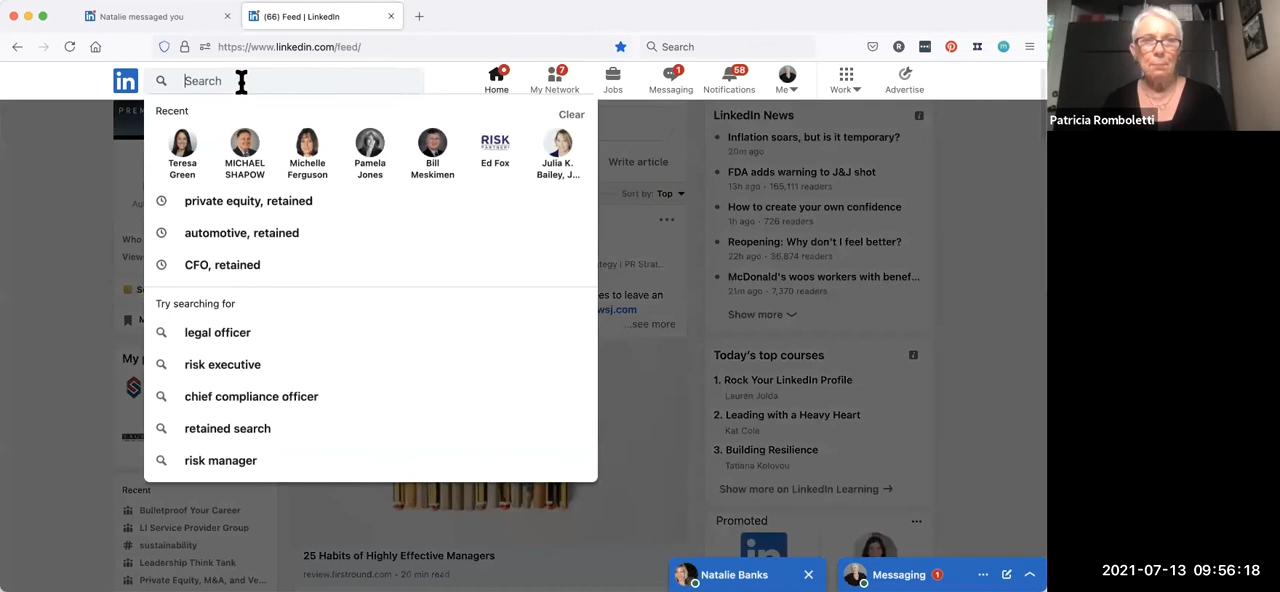 Natalie messaged you
(66) Feed | LinkedIn
https://www.linkedin.com/feed/
Search
in
Search
Home
7
My Network
Jobs
1
Messaging
58
Notifications
Me
Work
Advertise
Recent
Clear
Teresa Green
MICHAEL SHAPOW
Michelle Ferguson
Pamela Jones
Bill Meskimen
RISK
Ed Fox
Julia K. Bailey, J...
private equity, retained
automotive, retained
CFO, retained
Try searching for
legal officer
risk executive
chief compliance officer
retained search
risk manager
PREM
Who
View
My p
Recent
Bulletproof Your Career
LI Service Provider Group
# sustainability
Leadership Think Tank
Private Equity, M&A, and Ve...
Write article
Sort by: Top
tegy | PR Strat...
es to leave an
wsj.com
...see more
25 Habits of Highly Effective Managers
review.firstround.com • 20 min read
LinkedIn News
Inflation soars, but is it temporary?
20m ago
FDA adds warning to J&J shot
13h ago • 165,111 readers
How to create your own confidence
1h ago • 726 readers
Reopening: Why don't I feel better?
22h ago • 36,874 readers
McDonald's woos workers with benef...
21m ago • 7,370 readers
Show more
Today's top courses
1. Rock Your LinkedIn Profile
Lauren Jolda
2. Leading with a Heavy Heart
Kat Cole
3. Building Resilience
Tatiana Kolovou
Show more on LinkedIn Learning →
Promoted
in
Natalie Banks
Messaging
1
Patricia Romboletti
2021-07-13 09:56:18